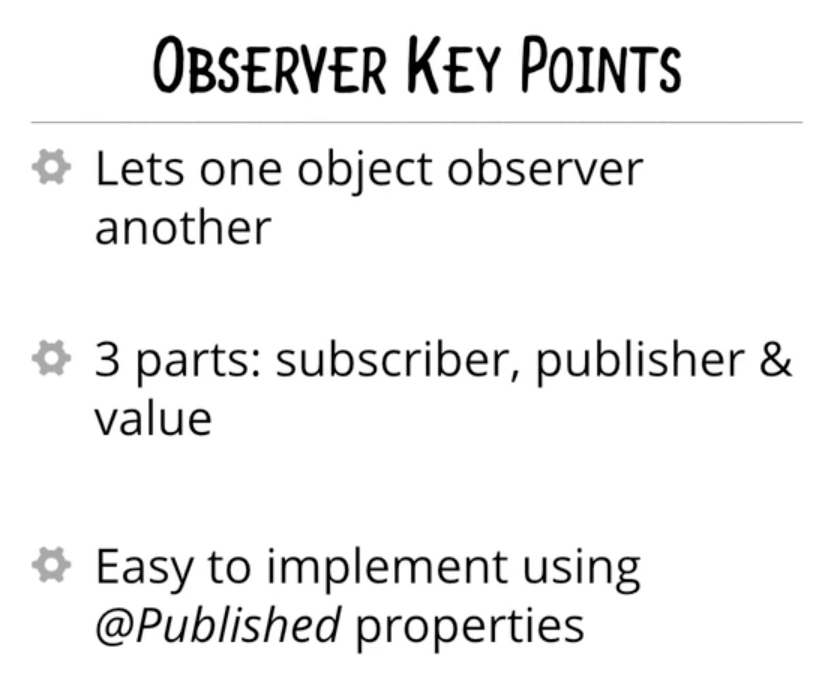 Observer Key Points
Lets one object observer
another
3 parts: subscriber, publisher &
value
Easy to implement using
@Published properties